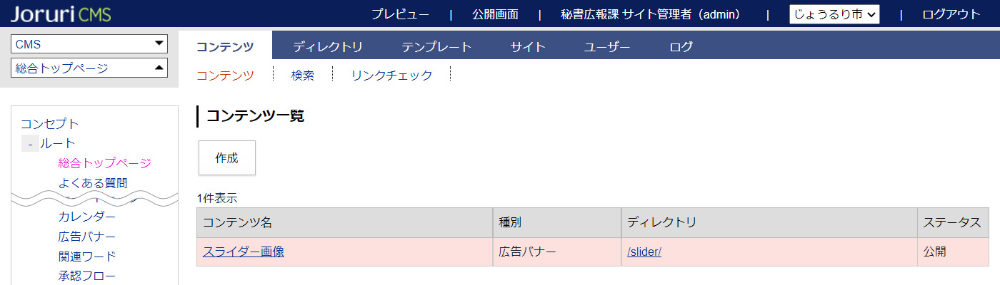 Joruri CMS
プレビュー | 公開画面 | 秘書広報課 サイト管理者（admin） | じょうるり市 | ログアウト
CMS
総合トップページ
コンテンツ ディレクトリ テンプレート サイト ユーザー ログ
コンテンツ 検索 リンクチェック
コンセプト
- ルート
総合トップページ
よくある質問
カレンダー
広告バナー
関連ワード
承認フロー
コンテンツ一覧
作成
1件表示
コンテンツ名 種別 ディレクトリ ステータス
スライダー画像 広告バナー /slider/ 公開